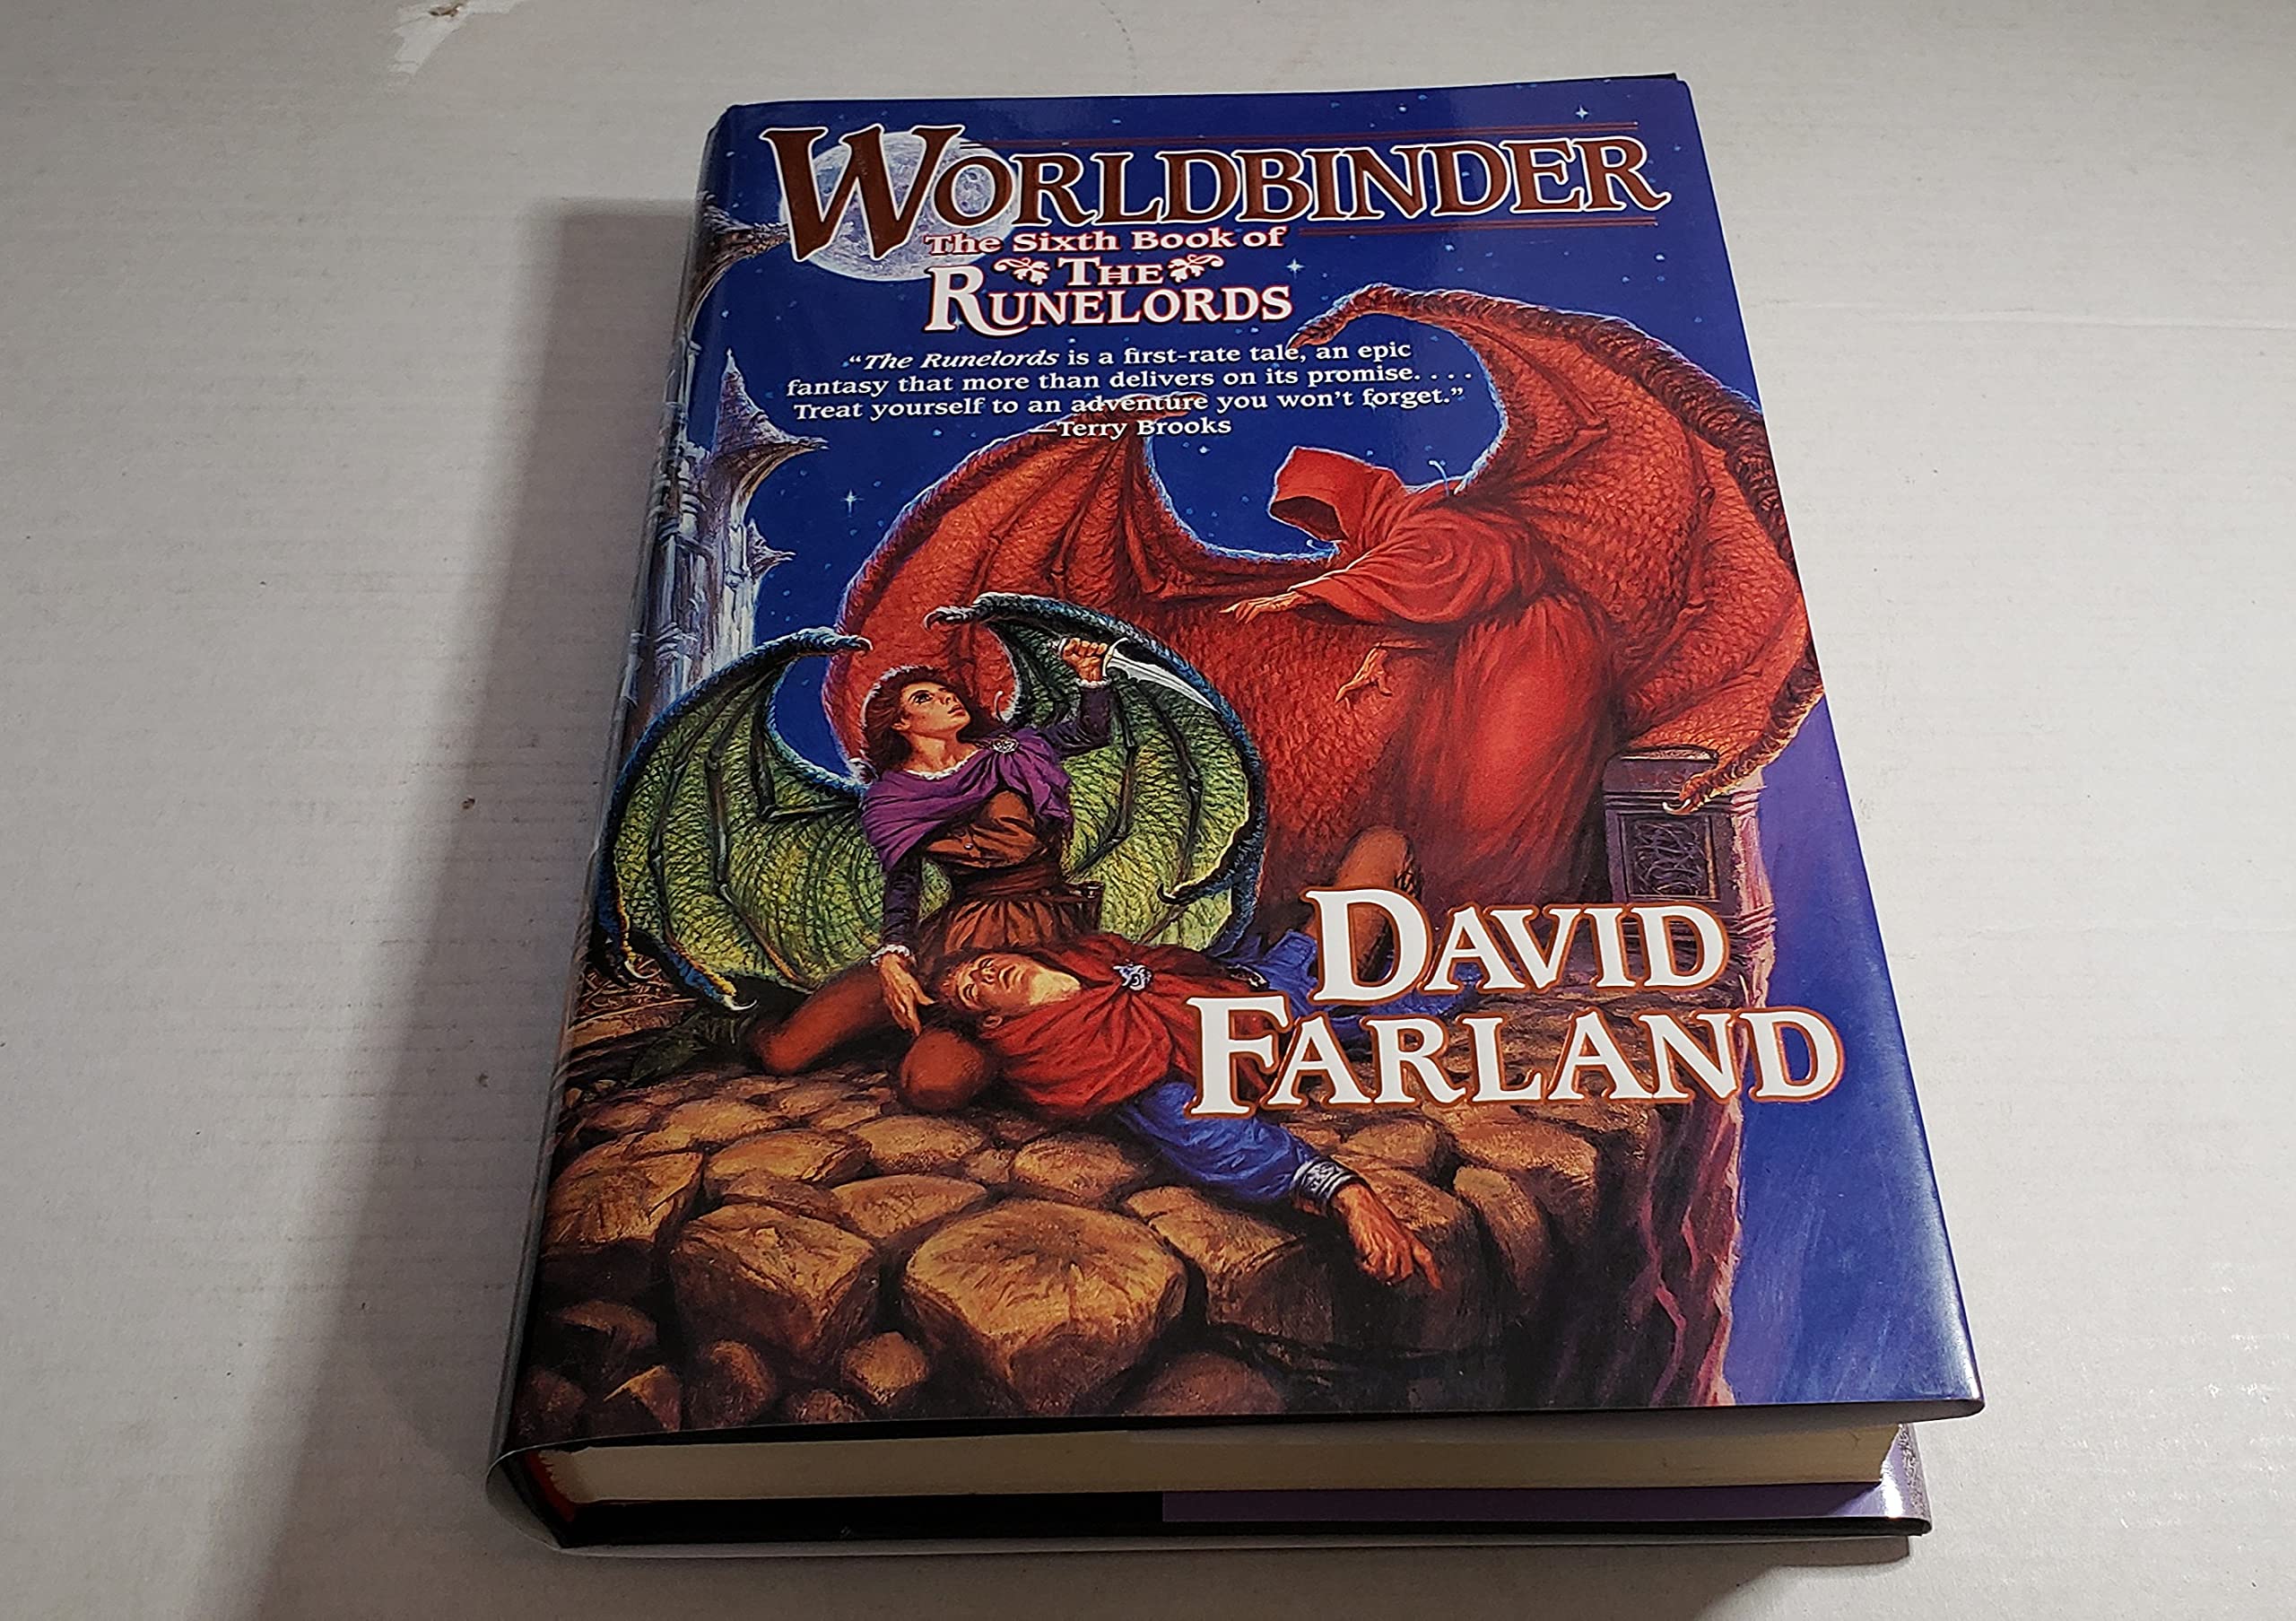 WORLDBINDER
The Sixth Book of
THE
RUNELORDS
“The Runelords is a first-rate tale, an epic
fantasy that more than delivers on its promise. . . .
Treat yourself to an adventure you won’t forget.”
—Terry Brooks
DAVID
FARLAND